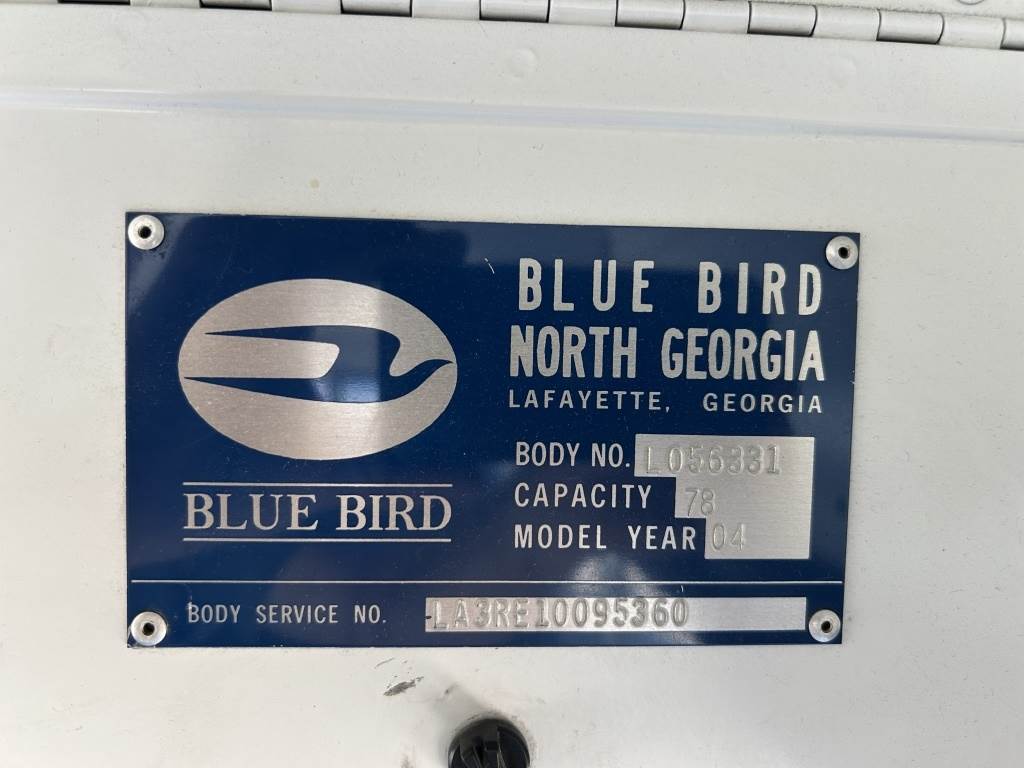 BLUE BIRD
NORTH GEORGIA
LAFAYETTE, GEORGIA
BODY NO. L056331
CAPACITY 78
MODEL YEAR 04
BLUE BIRD
BODY SERVICE NO. LA3RE10095360